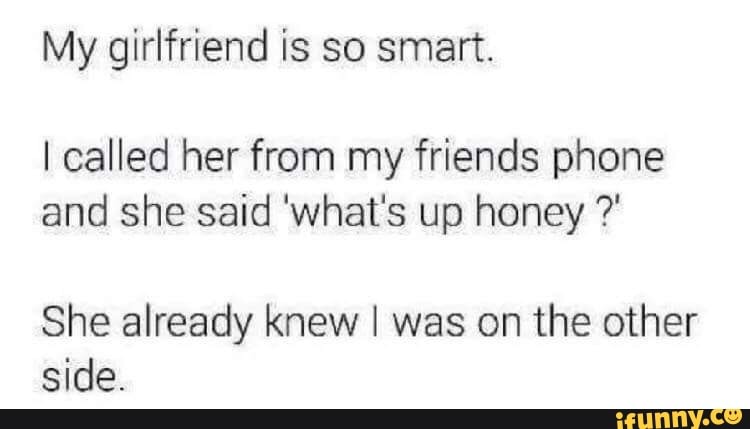 My girlfriend is so smart.
I called her from my friends phone
and she said 'what's up honey ?'
She already knew I was on the other
side.
ifunny.co